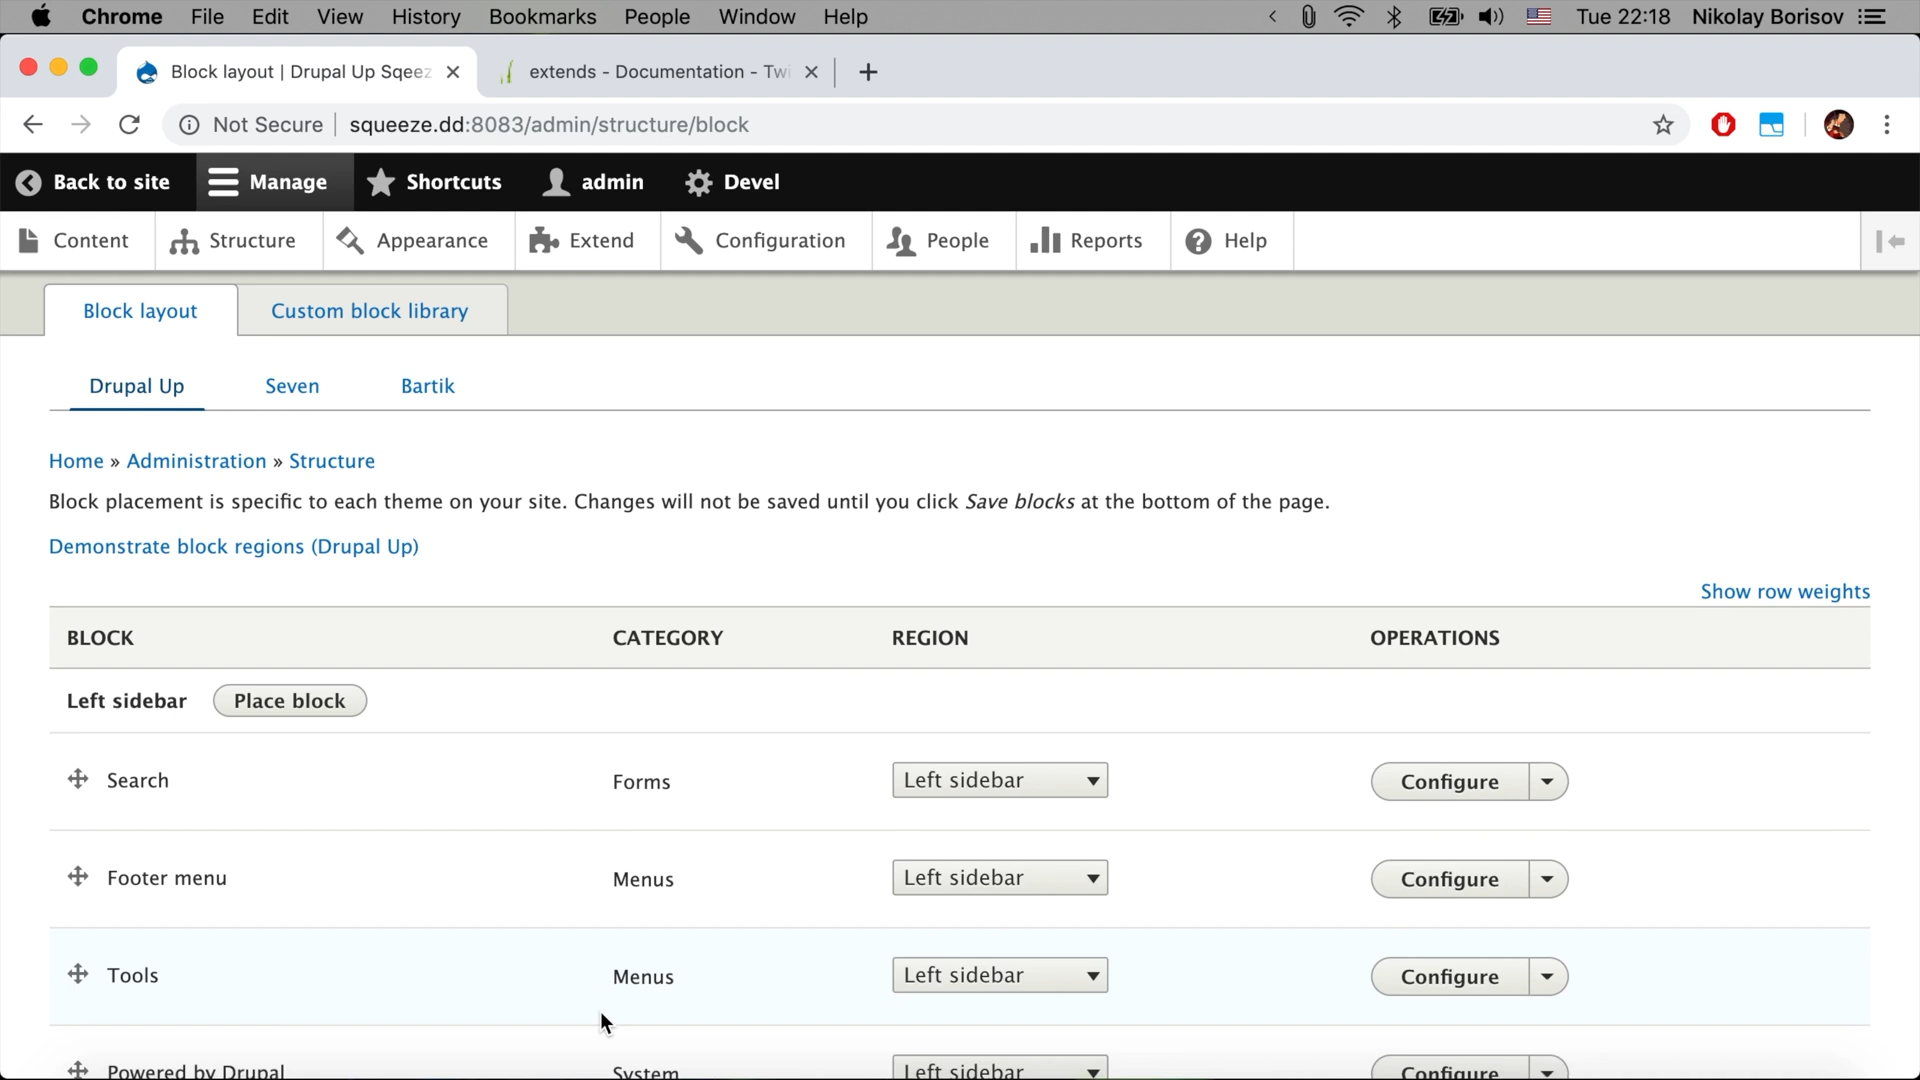 Chrome File Edit View History Bookmarks People Window Help Tue 22:18 Nikolay Borisov
Block layout | Drupal Up Sqeez extends - Documentation - Twi
Not Secure squeeze.dd:8083/admin/structure/block
Back to site Manage Shortcuts admin Devel
Content Structure Appearance Extend Configuration People Reports Help
Block layout Custom block library
Drupal Up Seven Bartik
Home » Administration » Structure
Block placement is specific to each theme on your site. Changes will not be saved until you click Save blocks at the bottom of the page.
Demonstrate block regions (Drupal Up)
Show row weights
BLOCK CATEGORY REGION OPERATIONS
Left sidebar Place block
Search Forms Left sidebar Configure
Footer menu Menus Left sidebar Configure
Tools Menus Left sidebar Configure
Powered by Drupal System Left sidebar Configure